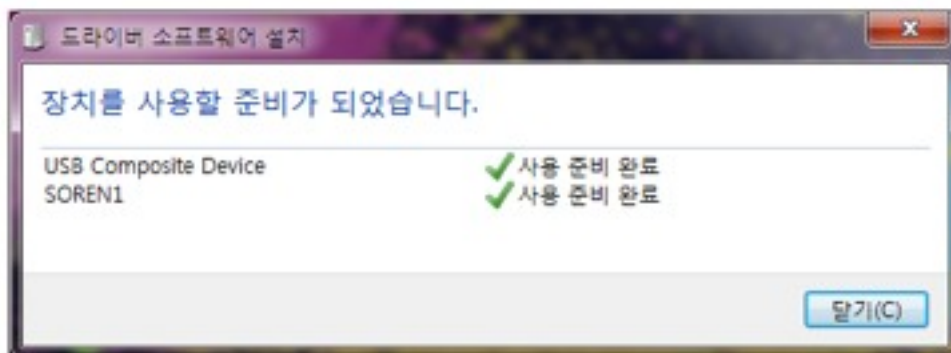 드라이버 소프트웨어 설치
장치를 사용할 준비가 되었습니다.
USB Composite Device 사용 준비 완료
SOREN1 사용 준비 완료
닫기(C)